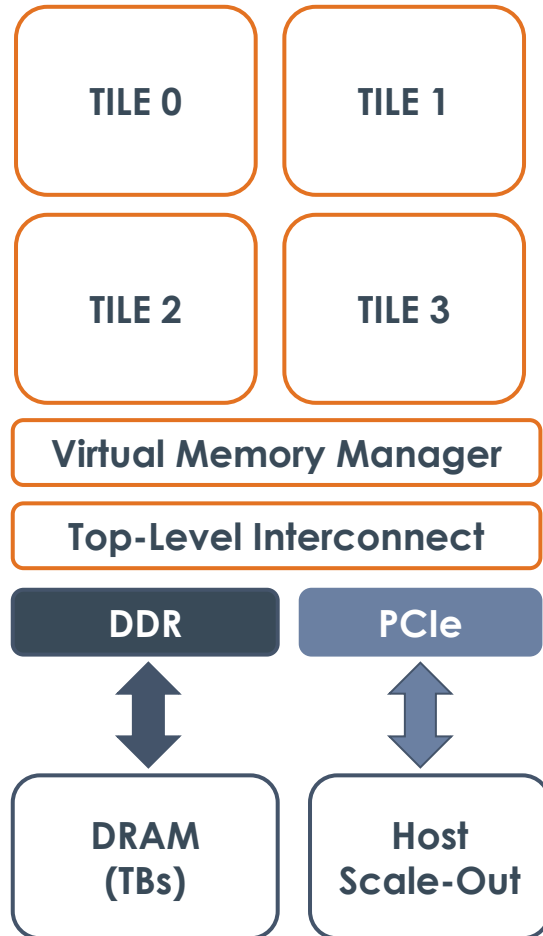 TILE 0
TILE 1
TILE 2
TILE 3
Virtual Memory Manager
Top-Level Interconnect
DDR
PCIe
DRAM
(TBs)
Host
Scale-Out